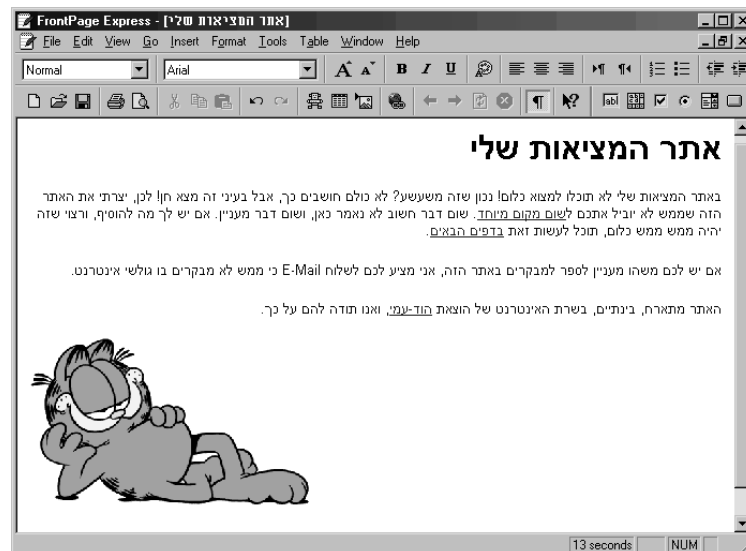 FrontPage Express - [אתר המציאות שלי]
File Edit View Go Insert Format Tools Table Window Help
Normal Arial A A B I U
abl
אתר המציאות שלי
באתר המציאות שלי לא תוכלו למצוא כלום! נכון שזה משעשע? לא כולם חושבים כך, אבל בעיני זה מצא חן! לכן, יצרתי את האתר
הזה שממש לא יוביל אתכם לשום מקום מיוחד. שום דבר חשוב לא נאמר כאן, ושום דבר מעניין. אם יש לך מה להוסיף, ורצוי שזה
יהיה ממש ממש כלום, תוכל לעשות זאת בדפים הבאים.
אם יש לכם משהו מעניין לספר למבקרים באתר הזה, אני מציע לכם לשלוח E-Mail כי ממש לא מבקרים בו גולשי אינטרנט.
האתר מתארח, בינתיים, בשרת האינטרנט של הוצאת הוד-עמי, ואנו תודה להם על כך.
13 seconds NUM